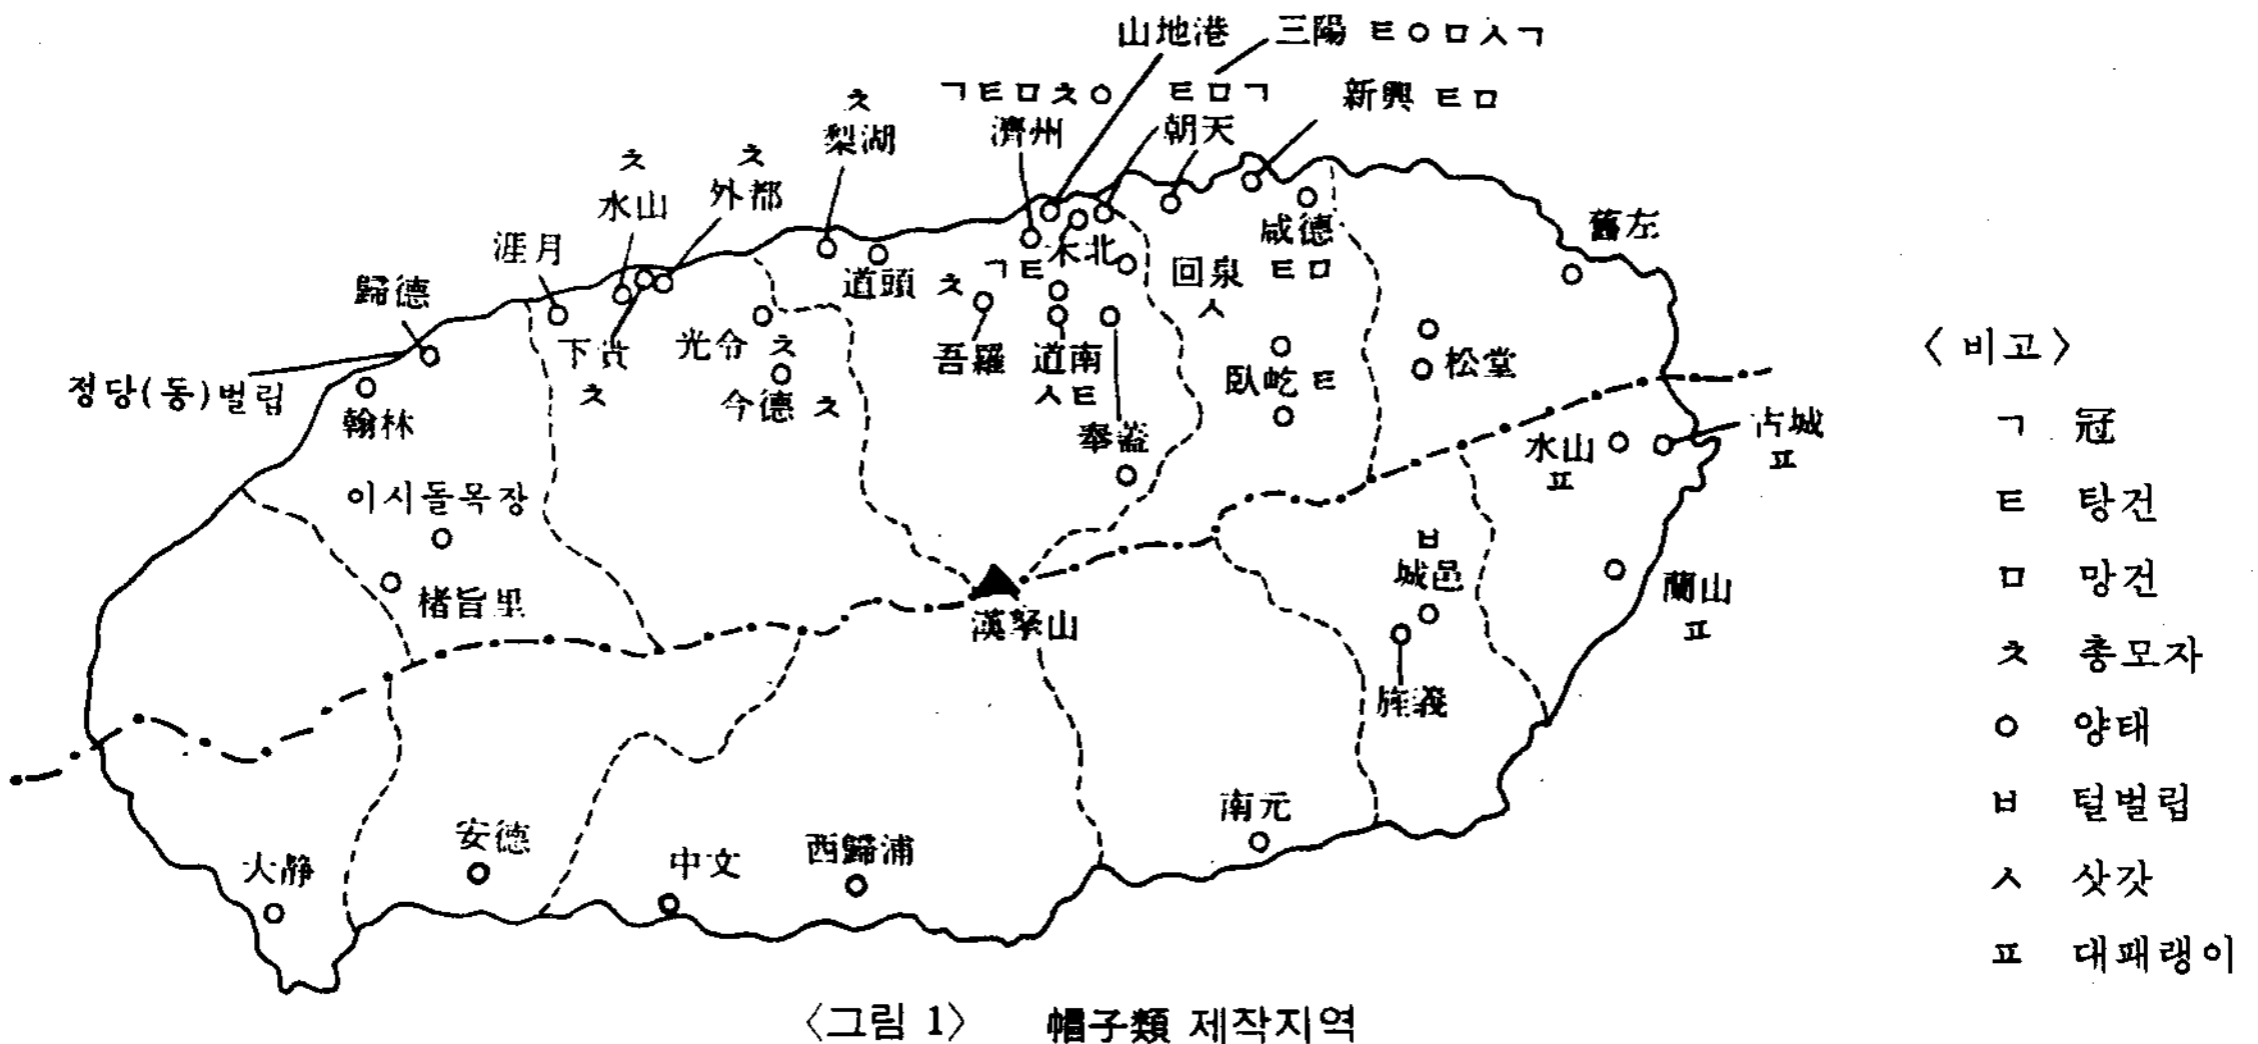 山地港
三陽 ㅌㅇㅁㅅㄱ
ㄱㅌㅁㅊㅇ
濟州
ㅌㅁㄱ
朝天
新興 ㅌㅁ
ㅊ
梨湖
ㅊ
外都
ㅊ
水山
涯月
歸德
정당(동)벌립
翰林
下貴
ㅊ
光令 ㅊ
今德 ㅊ
道頭
ㅊ
吾羅
ㄱㅌ
道南
ㅅㅌ
木北
奉蓋
回泉
ㅅ
咸德
ㅌㅁ
臥屹 ㅌ
舊左
松堂
水山
ㅍ
古城
ㅍ
이시돌목장
楮旨里
漢拏山
ㅂ
城邑
旌義
蘭山
ㅍ
大静
安德
中文
西歸浦
南元
〈비고〉
ㄱ 冠
ㅌ 탕건
ㅁ 망건
ㅊ 총모자
ㅇ 양태
ㅂ 털벌립
ㅅ 삿갓
ㅍ 대패랭이
〈그림 1〉 帽子類 제작지역